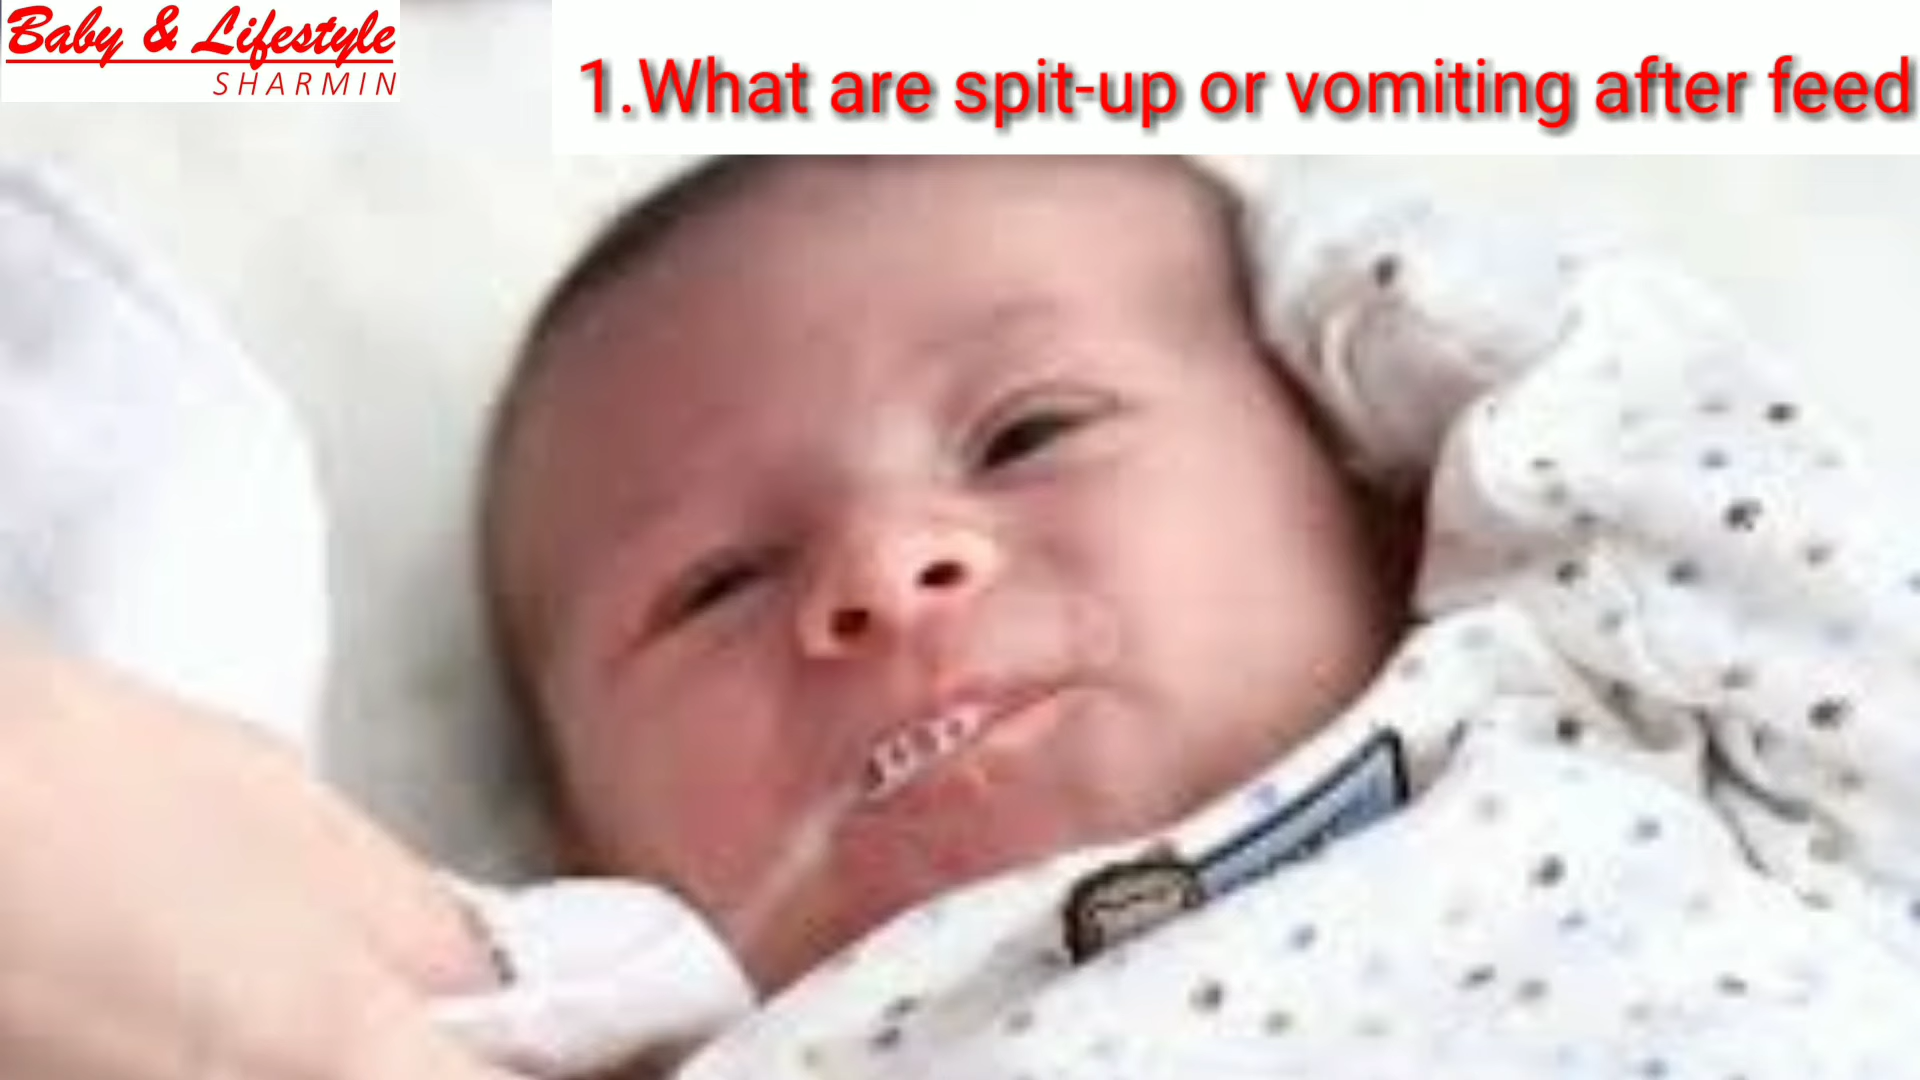 Baby & Lifestyle
SHARMIN
1.What are spit-up or vomiting after feed